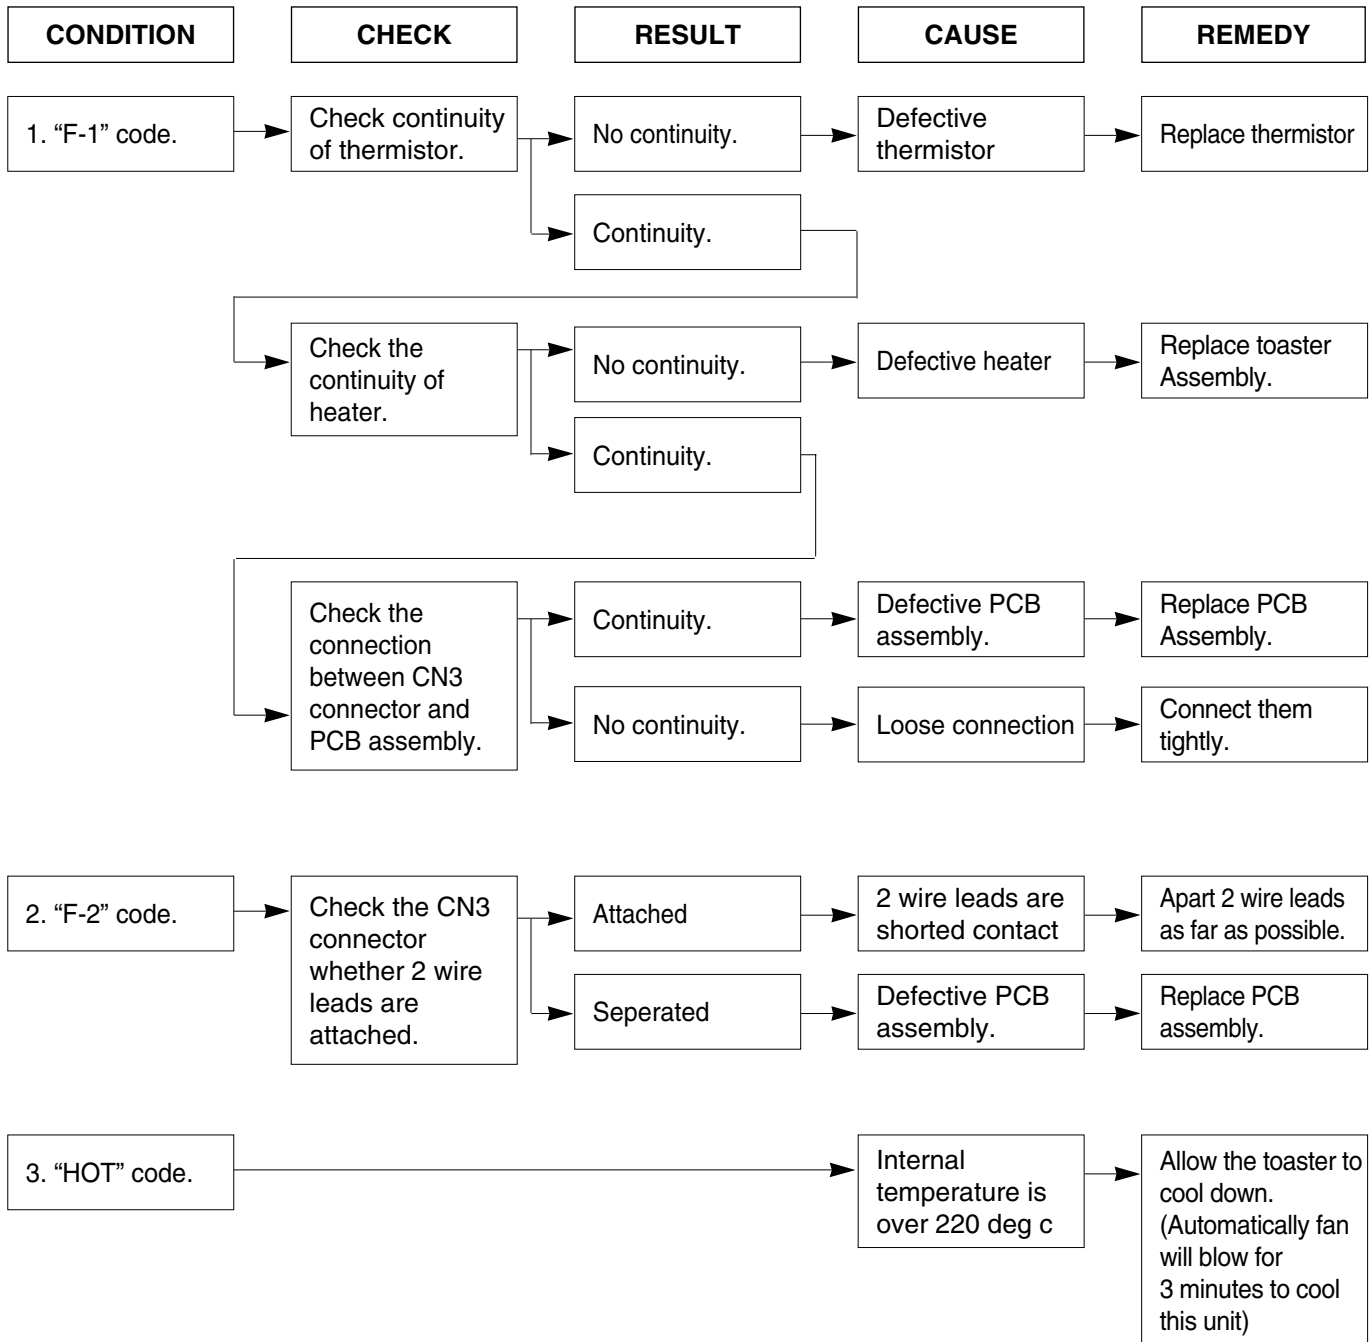 CONDITION
CHECK
RESULT
CAUSE
REMEDY
1. “F-1” code.
Check continuity
of thermistor.
No continuity.
Defective
thermistor
Replace thermistor
Continuity.
Check the
continuity of
heater.
No continuity.
Defective heater
Replace toaster
Assembly.
Continuity.
Check the
connection
between CN3
connector and
PCB assembly.
Continuity.
Defective PCB
assembly.
Replace PCB
Assembly.
No continuity.
Loose connection
Connect them
tightly.
2. “F-2” code.
Check the CN3
connector
whether 2 wire
leads are
attached.
Attached
2 wire leads are
shorted contact
Apart 2 wire leads
as far as possible.
Seperated
Defective PCB
assembly.
Replace PCB
assembly.
3. “HOT” code.
Internal
temperature is
over 220 deg c
Allow the toaster to
cool down.
(Automatically fan
will blow for
3 minutes to cool
this unit)